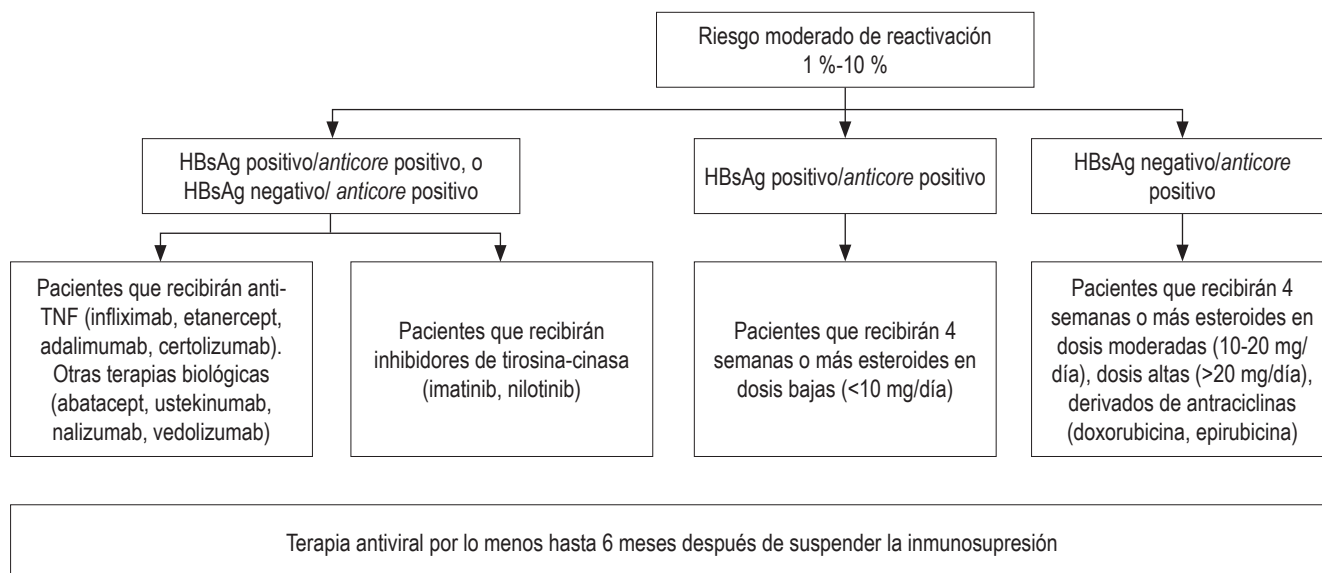 Riesgo moderado de reactivación
1 %-10 %
HBsAg positivo/anticore positivo, o
HBsAg negativo/ anticore positivo
HBsAg positivo/anticore positivo
HBsAg negativo/anticore
positivo
Pacientes que recibirán anti-
TNF (infliximab, etanercept,
adalimumab, certolizumab).
Otras terapias biológicas
(abatacept, ustekinumab,
nalizumab, vedolizumab)
Pacientes que recibirán
inhibidores de tirosina-cinasa
(imatinib, nilotinib)
Pacientes que recibirán 4
semanas o más esteroides en
dosis bajas (<10 mg/día)
Pacientes que recibirán 4
semanas o más esteroides en
dosis moderadas (10-20 mg/
día), dosis altas (>20 mg/día),
derivados de antraciclinas
(doxorubicina, epirubicina)
Terapia antiviral por lo menos hasta 6 meses después de suspender la inmunosupresión